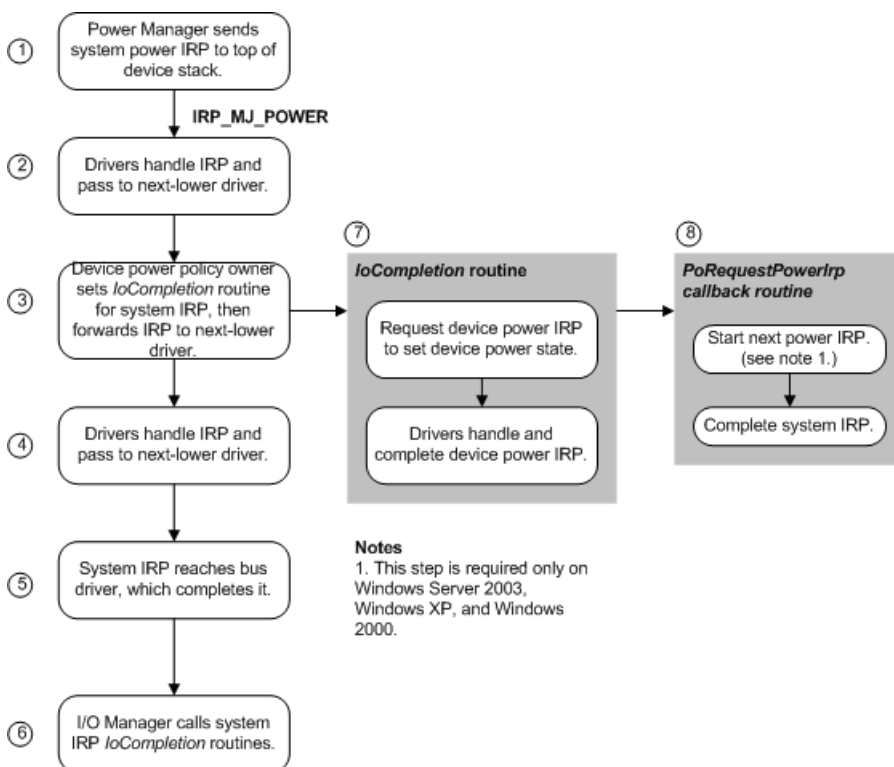 1
Power Manager sends
system power IRP to top of
device stack.
IRP_MJ_POWER
2
Drivers handle IRP and
pass to next-lower driver.
3
Device power policy owner
sets IoCompletion routine
for system IRP, then
forwards IRP to next-lower
driver.
4
Drivers handle IRP and
pass to next-lower driver.
5
System IRP reaches bus
driver, which completes it.
6
I/O Manager calls system
IRP IoCompletion routines.
7
IoCompletion routine
Request device power IRP
to set device power state.
Drivers handle and
complete device power IRP.
8
PoRequestPowerIrp
callback routine
Start next power IRP.
(see note 1.)
Complete system IRP.
Notes
1. This step is required only on
Windows Server 2003,
Windows XP, and Windows
2000.